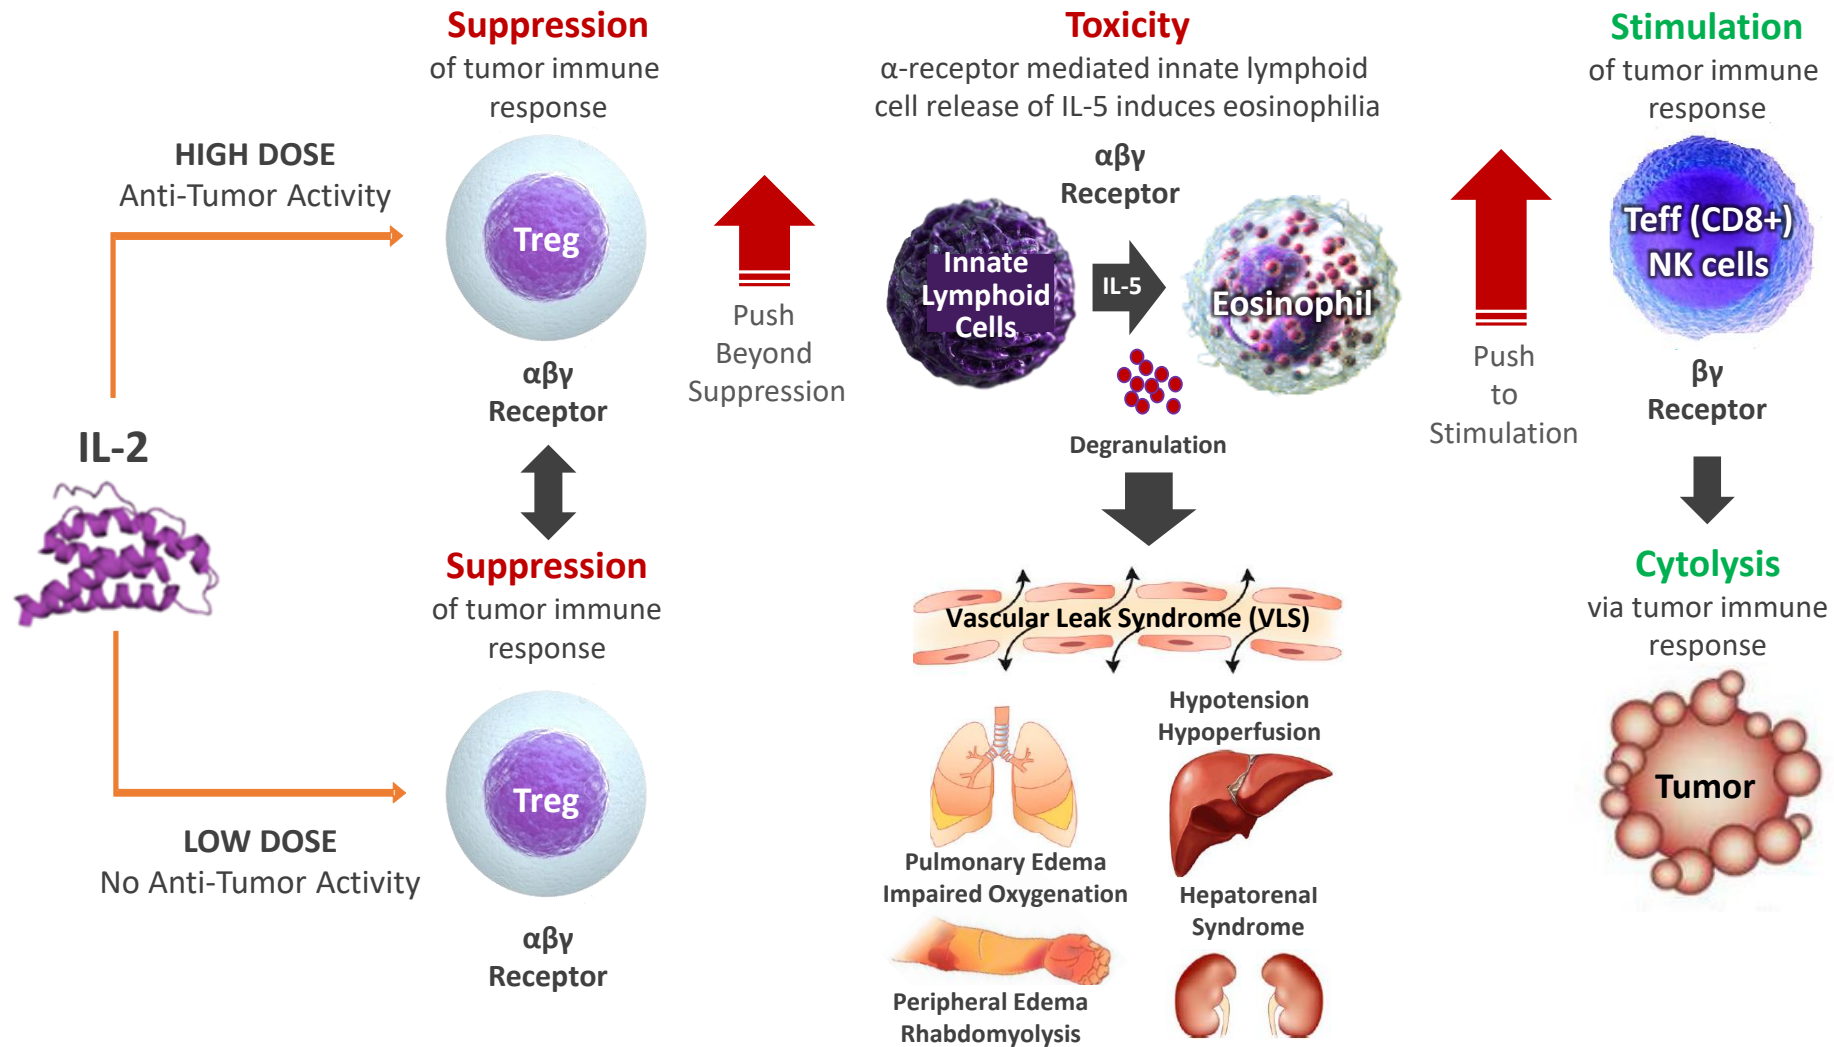 Suppression
of tumor immune
response
HIGH DOSE
Anti-Tumor Activity
Treg
αβγ
Receptor
IL-2
Suppression
of tumor immune
response
Treg
LOW DOSE
No Anti-Tumor Activity
αβγ
Receptor
Push
Beyond
Suppression
Toxicity
α-receptor mediated innate lymphoid
cell release of IL-5 induces eosinophilia
αβγ
Receptor
Innate
Lymphoid
Cells
IL-5
Eosinophil
Degranulation
Vascular Leak Syndrome (VLS)
Hypotension
Hypoperfusion
Pulmonary Edema
Impaired Oxygenation
Hepatorenal
Syndrome
Peripheral Edema
Rhabdomyolysis
Push
to
Stimulation
Stimulation
of tumor immune
response
Teff (CD8+)
NK cells
βγ
Receptor
Cytolysis
via tumor immune
response
Tumor